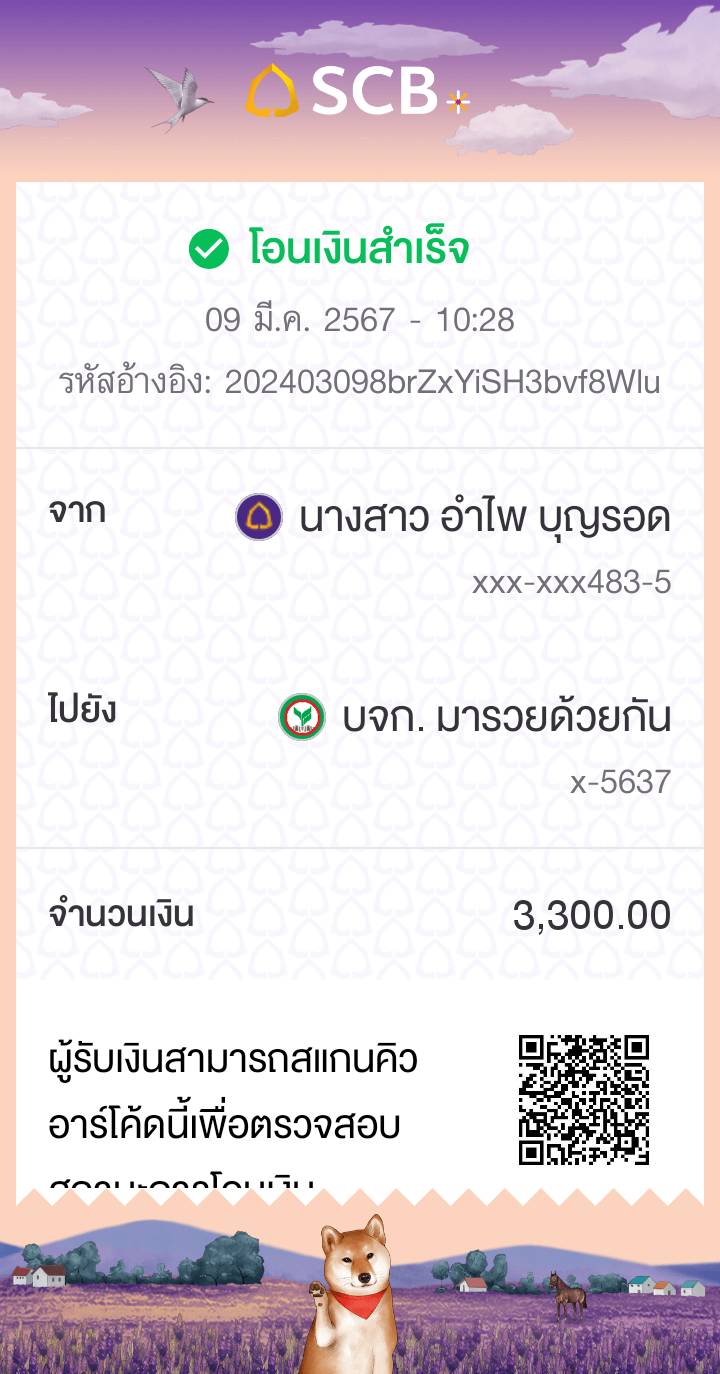 SCB
โอนเงินสำเร็จ
09 มี.ค. 2567 - 10:28
รหัสอ้างอิง: 202403098brZxYiSH3bvf8Wlu
จาก นางสาว อำไพ บุญรอด
xxx-xxx483-5
ไปยัง บจก. มารวยด้วยกัน
x-5637
จำนวนเงิน 3,300.00
ผู้รับเงินสามารถสแกนคิว
อาร์โค้ดนี้เพื่อตรวจสอบ